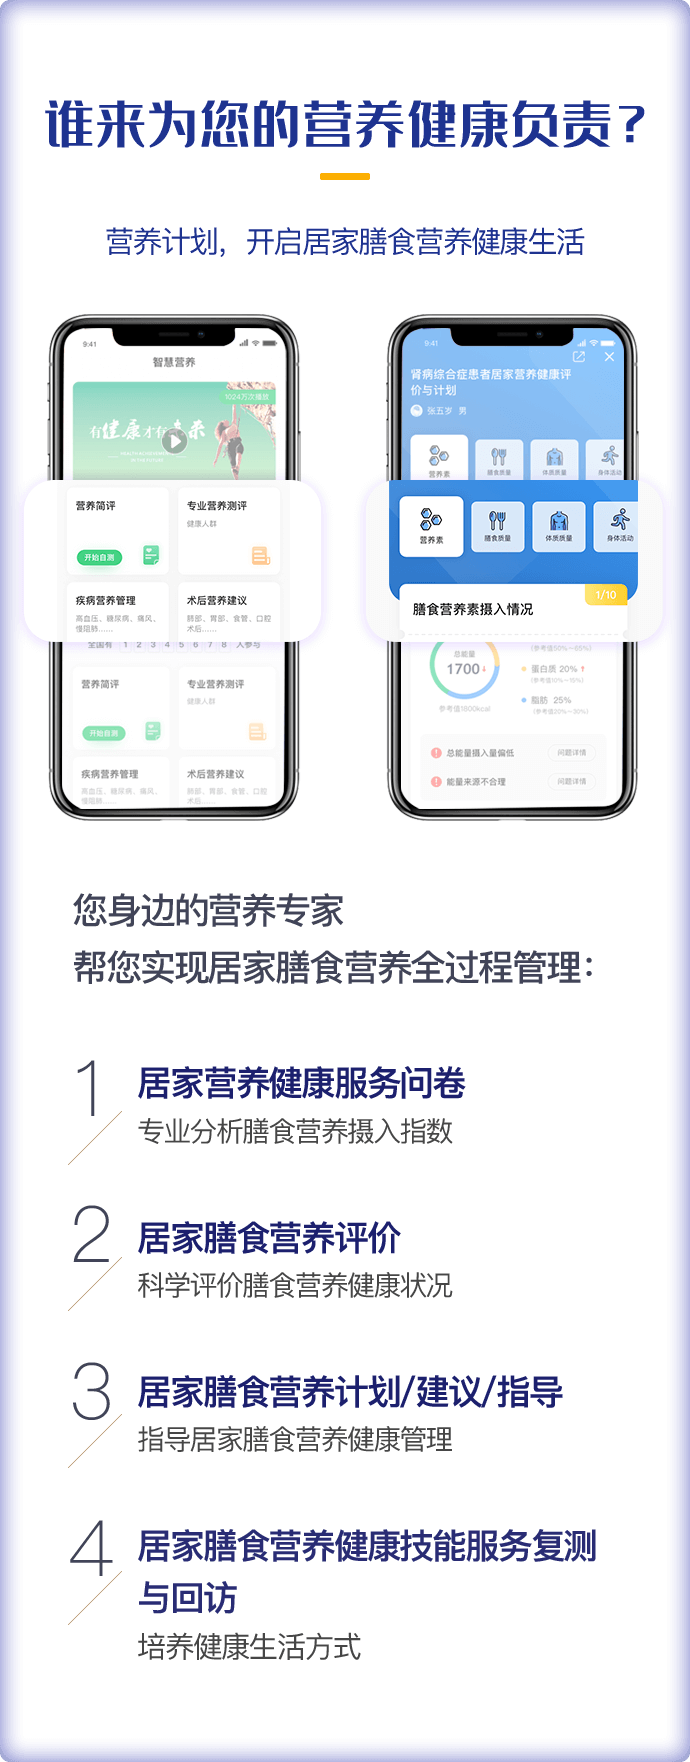 谁来为您的营养健康负责？
营养计划，开启居家膳食营养健康生活
9:41
智慧营养
1024万次播放
有健康才有未来
营养简评
专业营养测评
健康人群
开始自测
疾病营养管理
术后营养建议
高血压、糖尿病、痛风、
慢阻肺......
肺部、胃部、食管、口腔
术后......
全国有 1 2 3 4 5 6 7 8 人参与
营养简评
专业营养测评
健康人群
开始自测
疾病营养管理
术后营养建议
高血压、糖尿病、痛风、
慢阻肺......
肺部、胃部、食管、口腔
术后......
9:41
肾病综合症患者居家营养健康评
价与计划
张五岁 男
营养素
膳食质量
体质质量
身体活动
营养素
膳食质量
体质质量
身体活动
1/10
膳食营养素摄入情况
(参考值50%~65%)
总能量
1700↓
参考值1800kcal
蛋白质 20%↑
(参考值10%~15%)
脂肪 25%
(参考值20%~30%)
总能量摄入量偏低
问题详情
能量来源不合理
问题详情
您身边的营养专家
帮您实现居家膳食营养全过程管理：
1
居家营养健康服务问卷
专业分析膳食营养摄入指数
2
居家膳食营养评价
科学评价膳食营养健康状况
3
居家膳食营养计划/建议/指导
指导居家膳食营养健康管理
4
居家膳食营养健康技能服务复测
与回访
培养健康生活方式